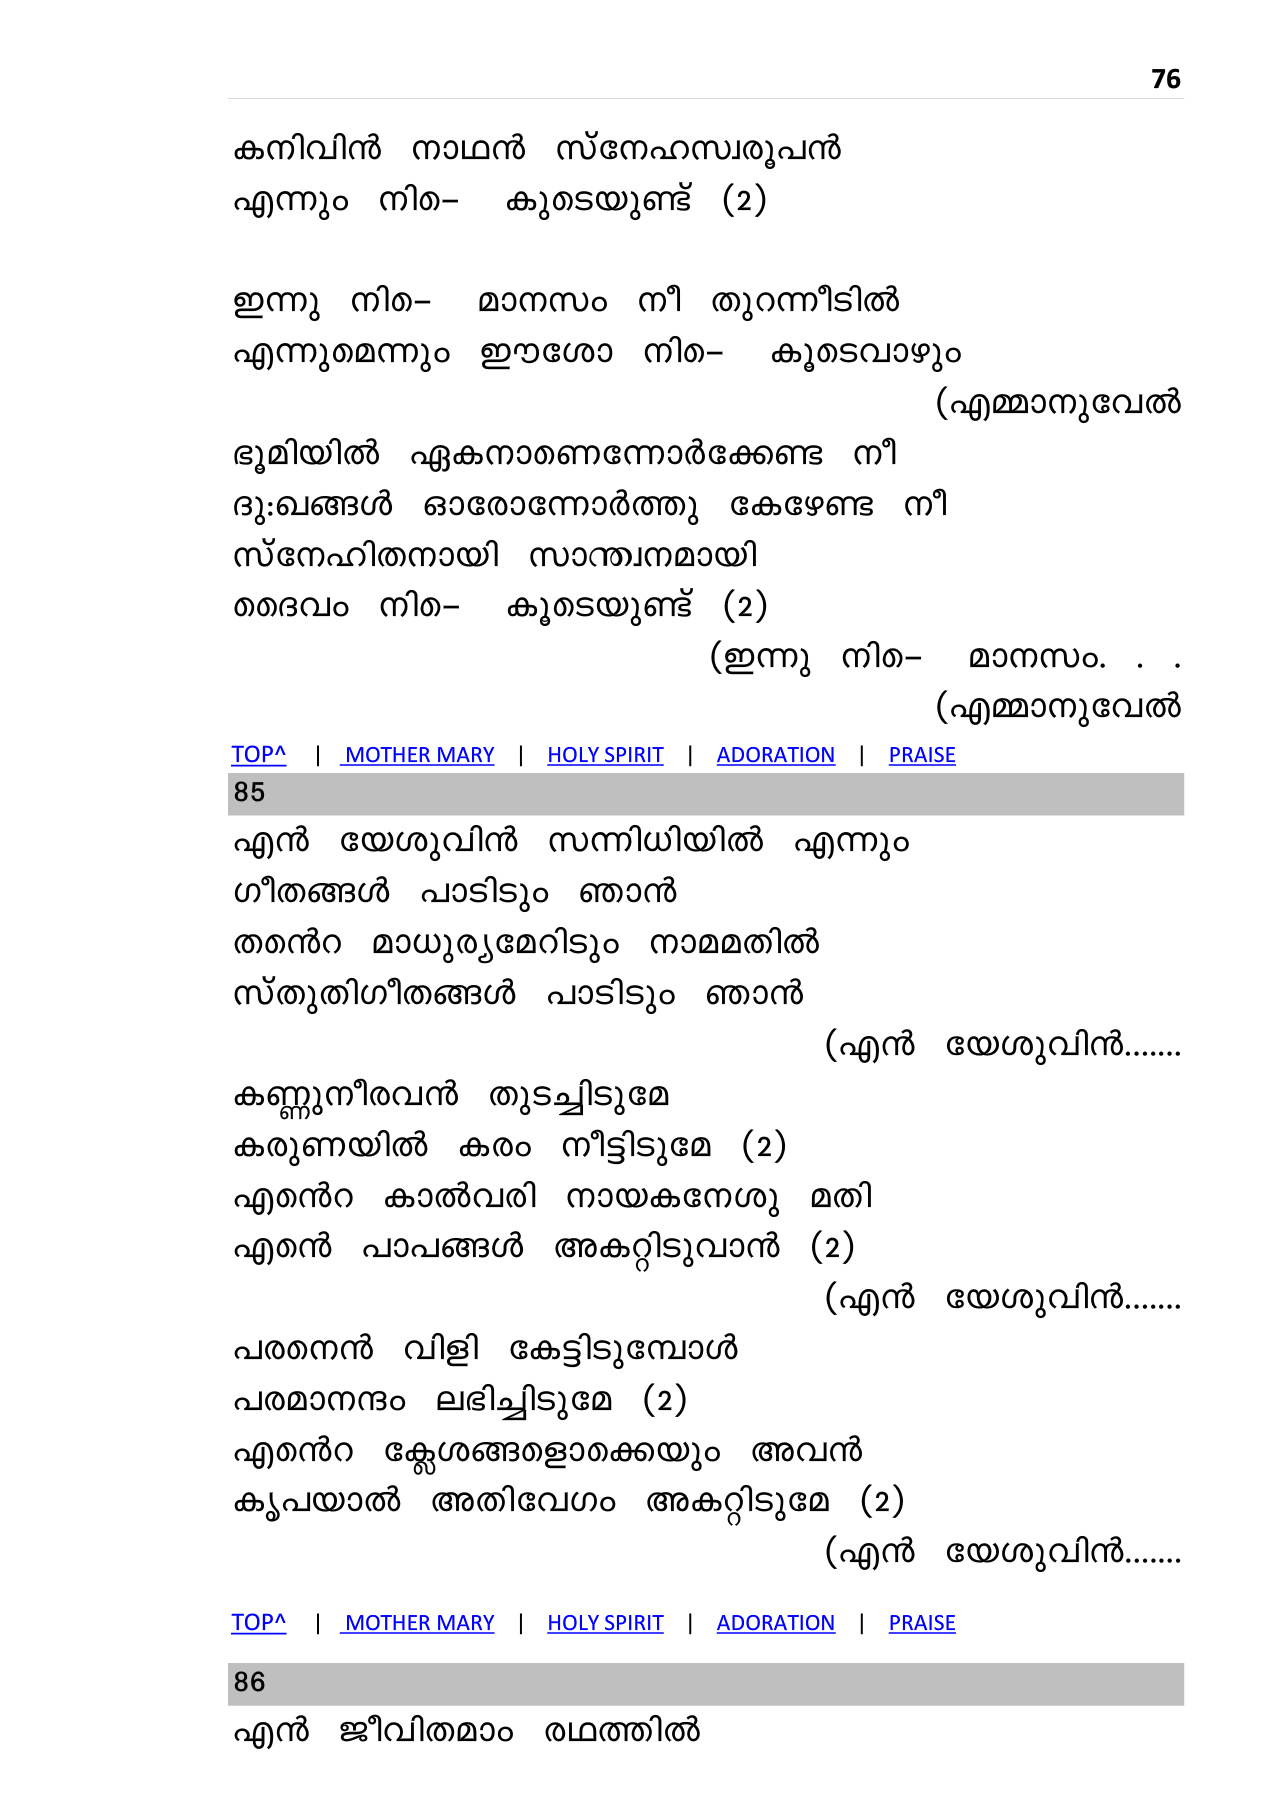 76
കനിവിൻ നാഥൻ സ്നേഹസ്വരൂപൻ
എന്നും നിെ– കുടെയുണ്ട് (2)
ഇന്നു നിെ– മാനസം നീ തുറന്നീടിൽ
എന്നുമെന്നും ഈശോ നിെ– കൂടെവാഴും
(എമ്മാനുവേൽ
ഭൂമിയിൽ ഏകനാണെന്നോർക്കേണ്ട നീ
ദു:ഖങ്ങൾ ഓരോന്നോർത്തു കേഴേണ്ട നീ
സ്നേഹിതനായി സാന്ത്വനമായി
ദൈവം നിെ– കൂടെയുണ്ട് (2)
(ഇന്നു നിെ– മാനസം. . .
(എമ്മാനുവേൽ
TOP^ | MOTHER MARY | HOLY SPIRIT | ADORATION | PRAISE
85
എൻ യേശുവിൻ സന്നിധിയിൽ എന്നും
ഗീതങ്ങൾ പാടിടും ഞാൻ
തൻെറ മാധുര്യമേറിടും നാമമതിൽ
സ്തുതിഗീതങ്ങൾ പാടിടും ഞാൻ
(എൻ യേശുവിൻ.......
കണ്ണുനീരവൻ തുടച്ചിടുമേ
കരുണയിൽ കരം നീട്ടിടുമേ (2)
എൻെറ കാൽവരി നായകനേശു മതി
എെൻ പാപങ്ങൾ അകറ്റിടുവാൻ (2)
(എൻ യേശുവിൻ.......
പരനെൻ വിളി കേട്ടിടുമ്പോൾ
പരമാനന്ദം ലഭിച്ചിടുമേ (2)
എൻെറ ക്ലേശങ്ങളൊക്കെയും അവൻ
കൃപയാൽ അതിവേഗം അകറ്റിടുമേ (2)
(എൻ യേശുവിൻ.......
TOP^ | MOTHER MARY | HOLY SPIRIT | ADORATION | PRAISE
86
എൻ ജീവിതമാം രഥത്തിൽ